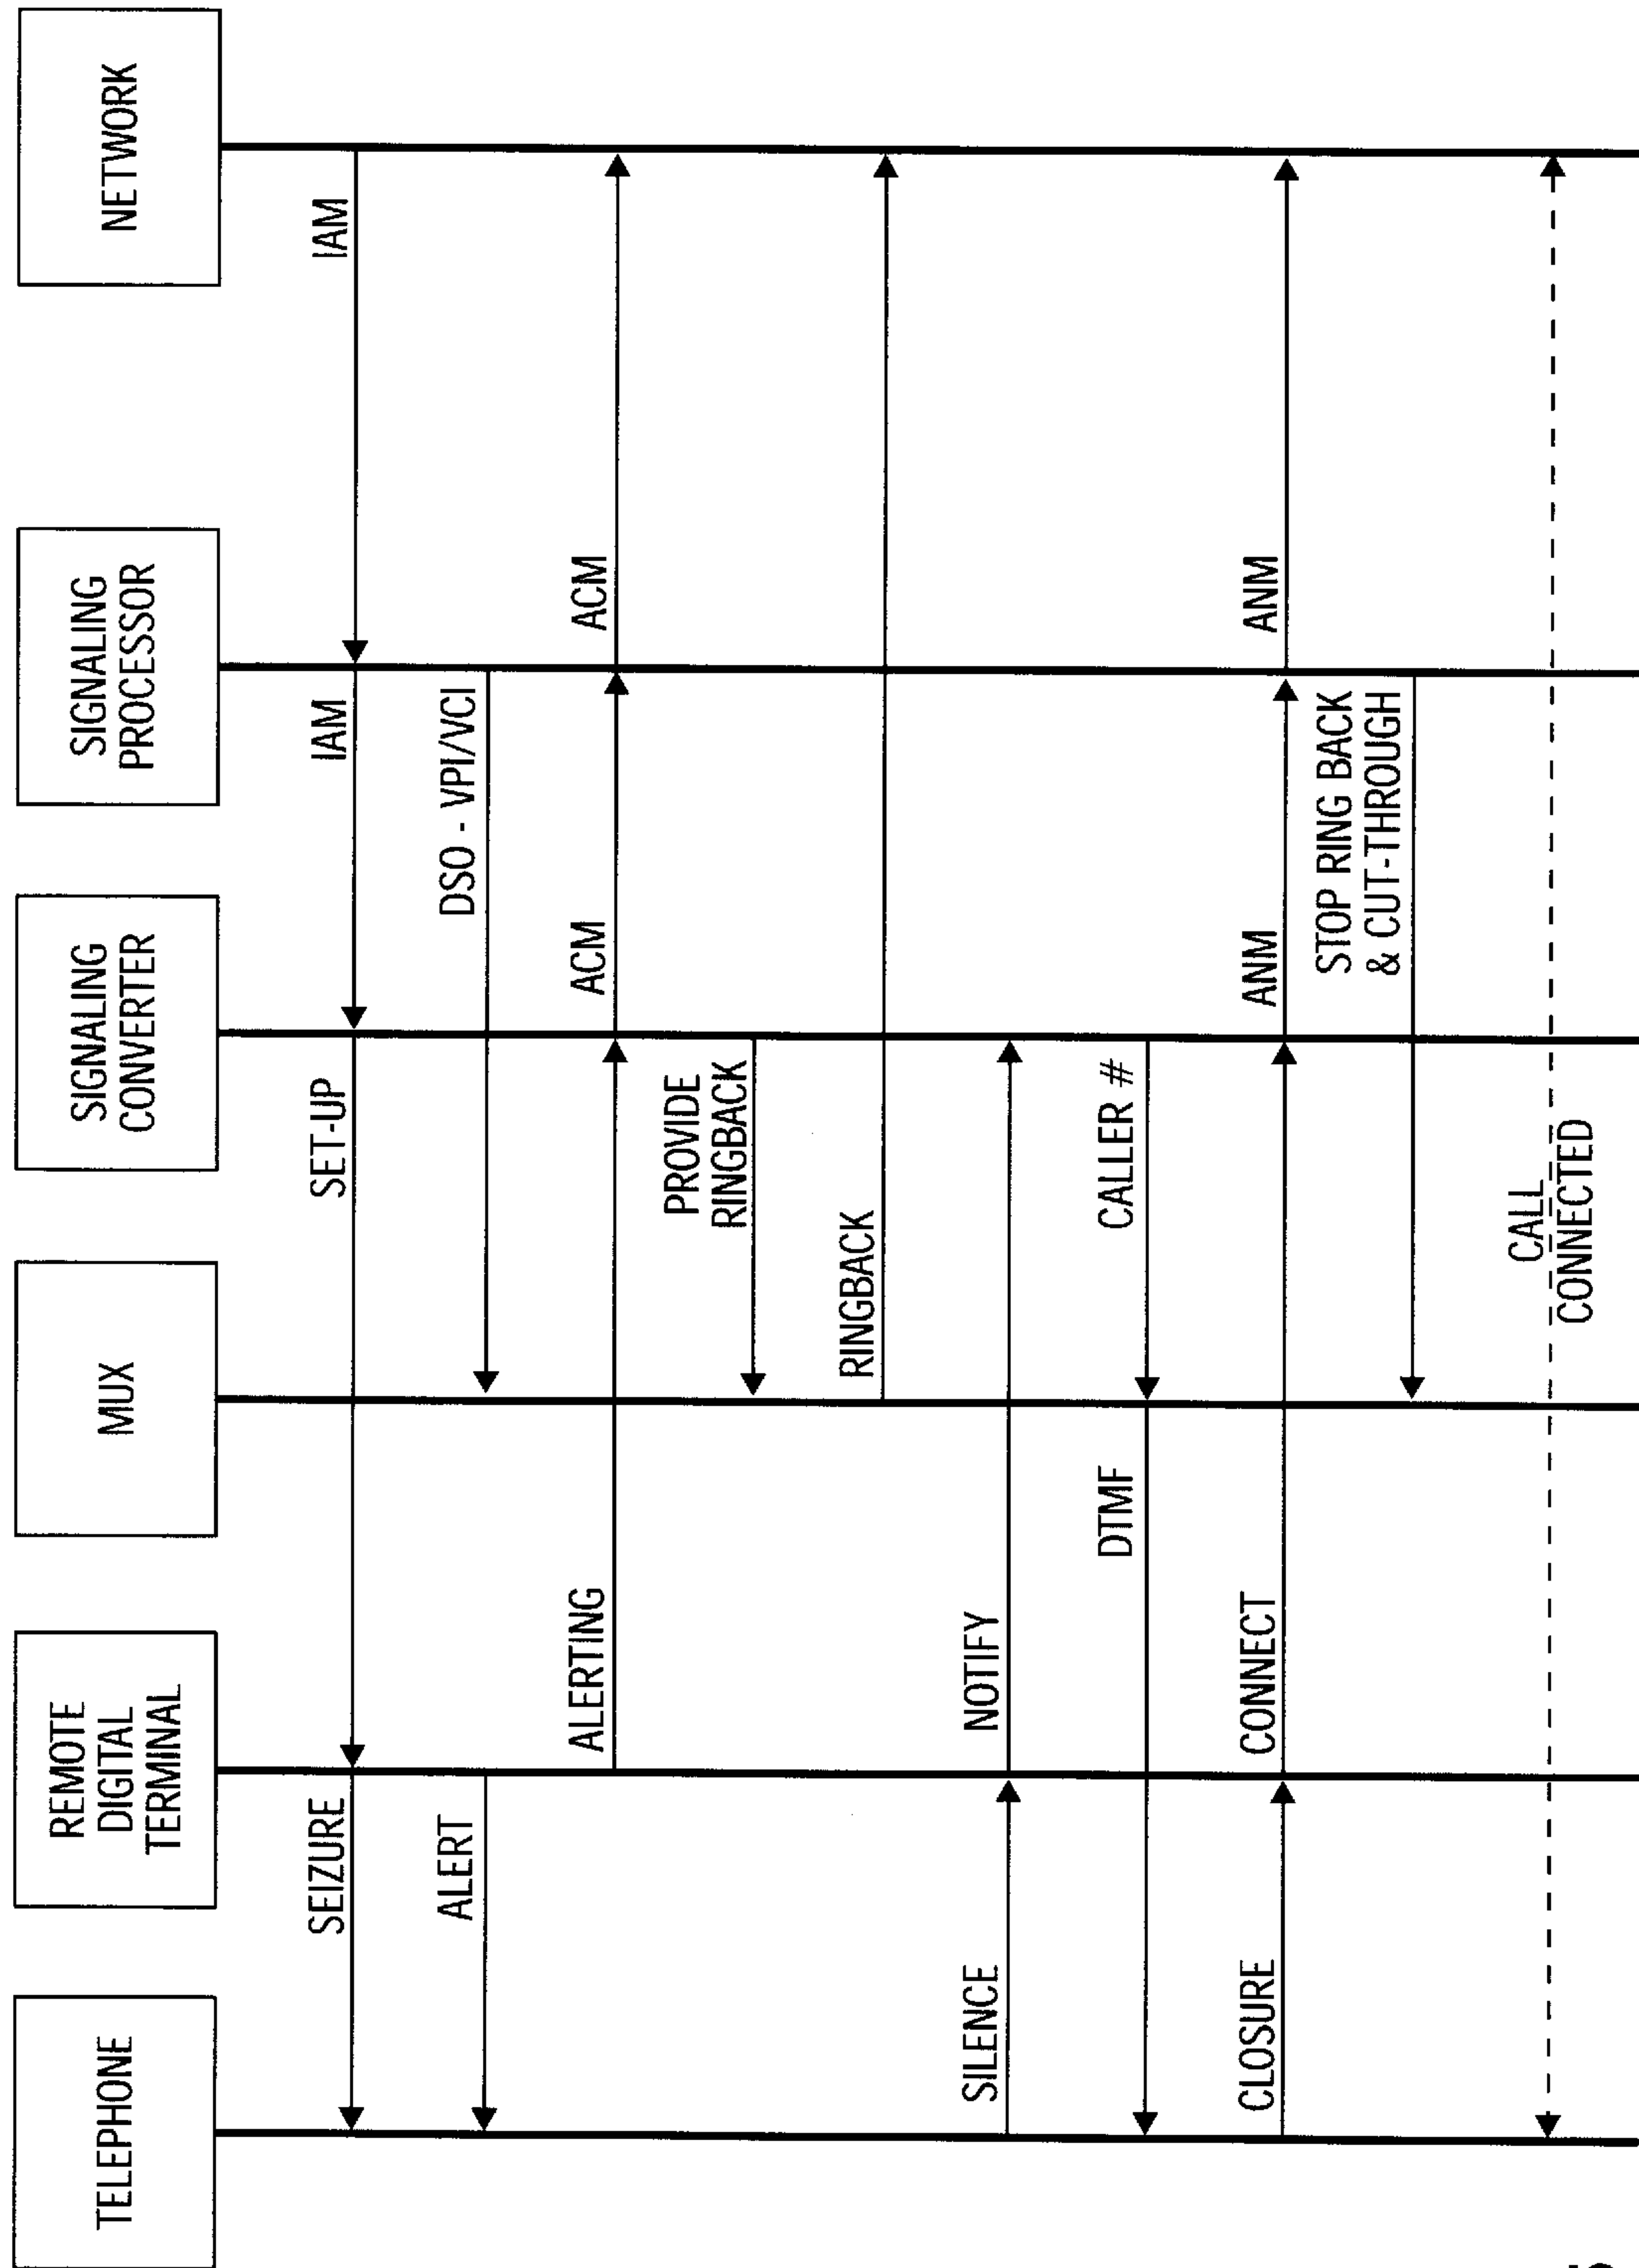 TELEPHONE
REMOTE
DIGITAL
TERMINAL
MUX
SIGNALING
CONVERTER
SIGNALING
PROCESSOR
NETWORK
SEIZURE
SET-UP
IAM
IAM
ALERT
DSO - VPI/VCI
ALERTING
ACM
ACM
PROVIDE
RINGBACK
RINGBACK
SILENCE
NOTIFY
DTMF
CALLER #
CLOSURE
CONNECT
ANM
ANM
STOP RING BACK
& CUT-THROUGH
CALL
CONNECTED